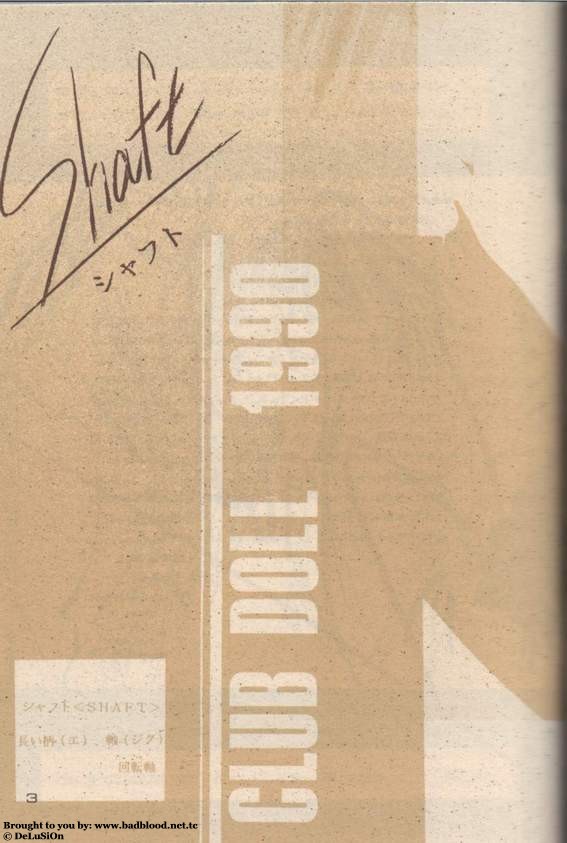 Shaft
シャフト
CLUB DOLL 1990
シャフト<SHAFT>
長い柄(エ)、軸(ジク)
回転軸
3
Brought to you by: www.badblood.net.tc
© DeLuSiOn